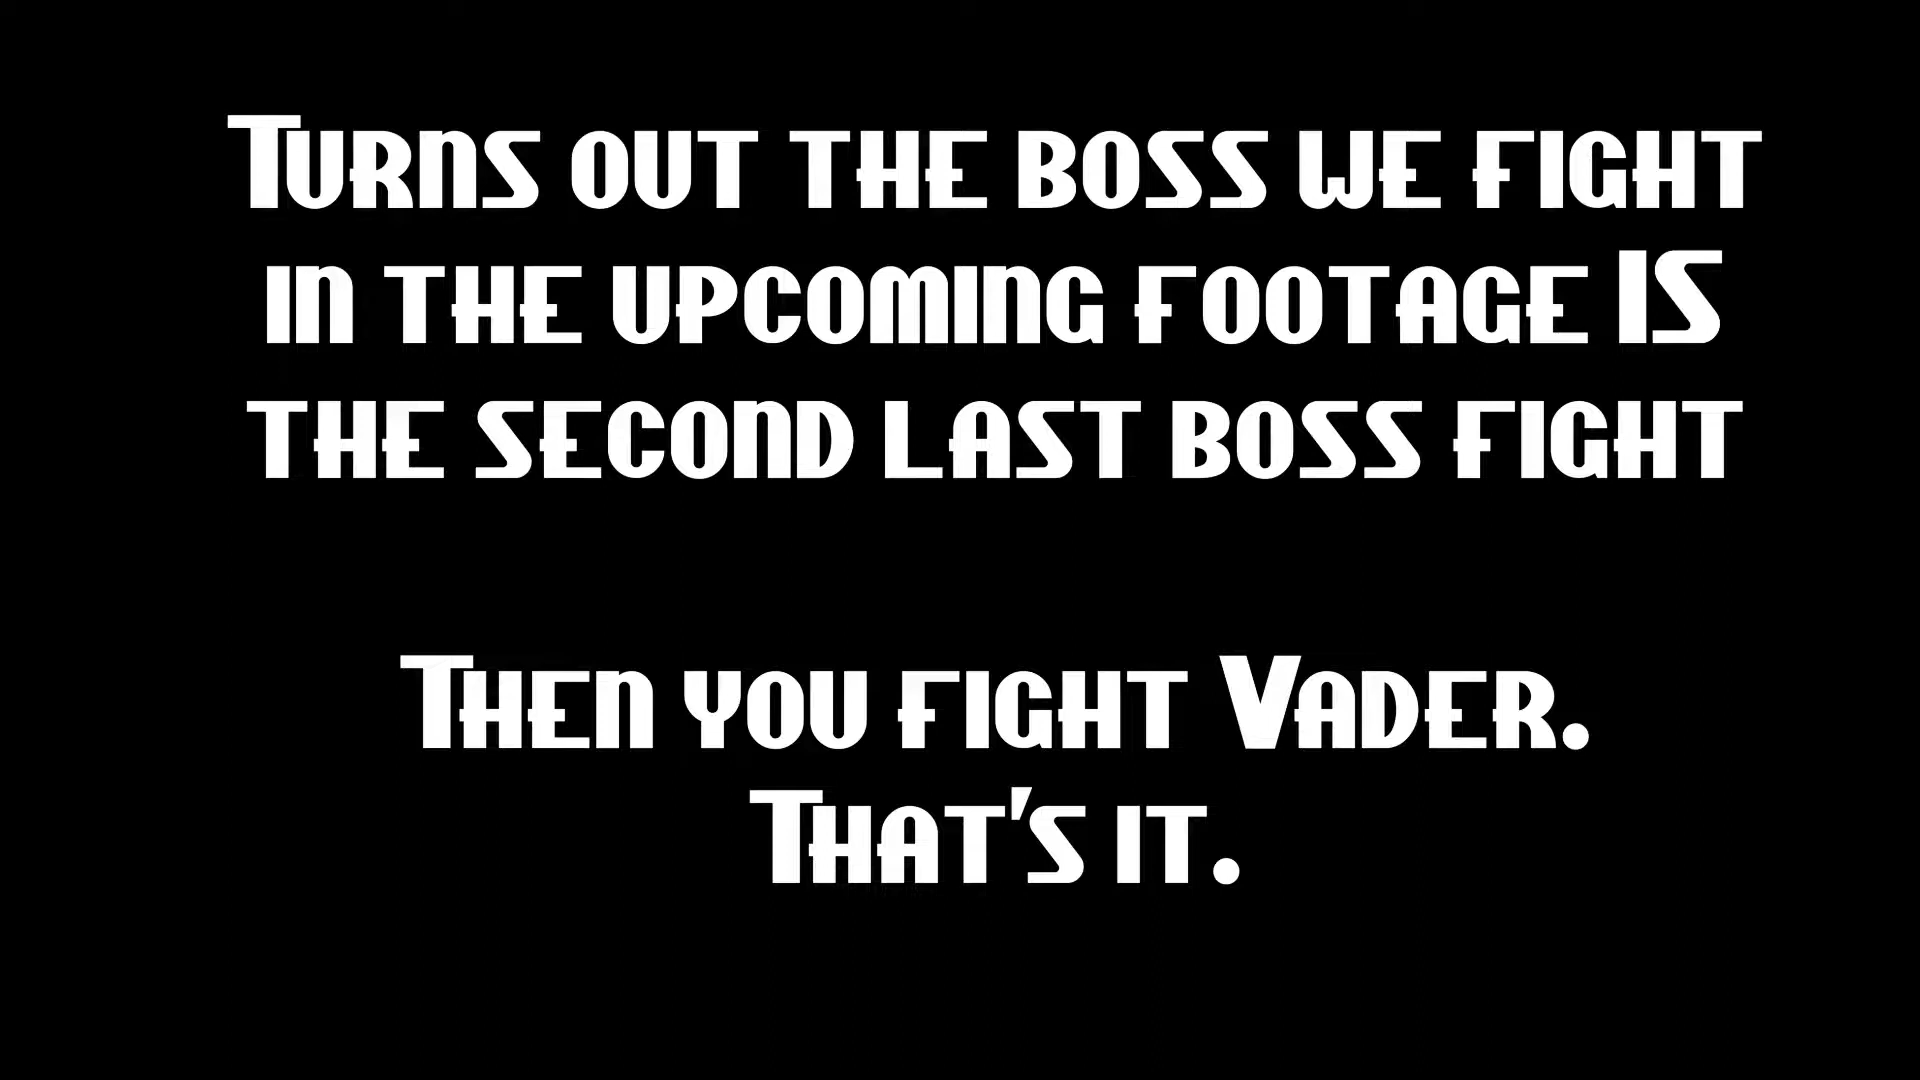 Turns out the boss we fight
in the upcoming footage IS
the second last boss fight
Then you fight Vader.
That's it.